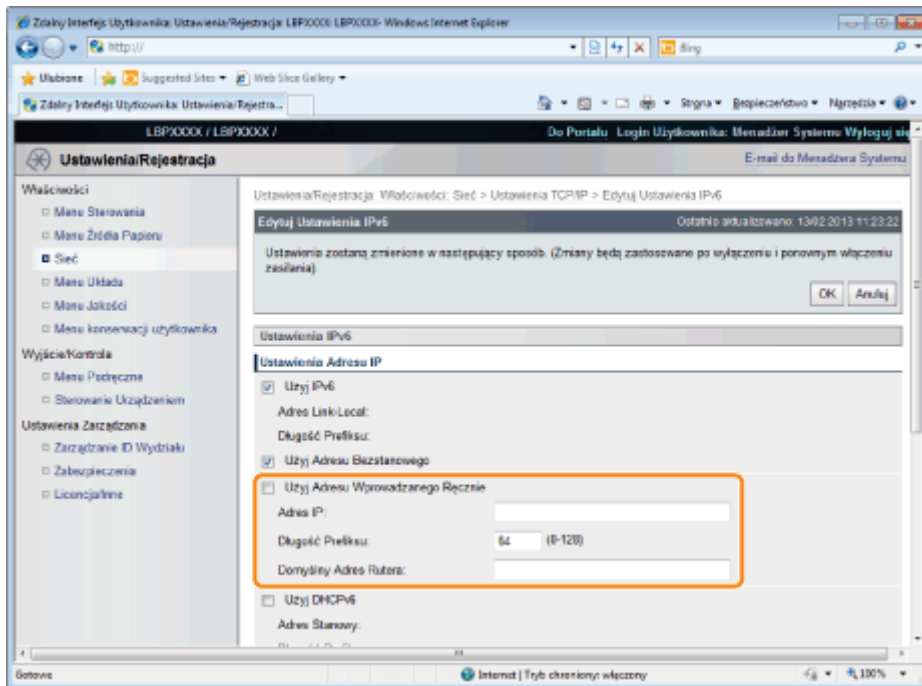 Zdalny Interfejs Użytkownika: Ustawienia/Rejestracja: LBPXXXX: LBPXXXX- Windows Internet Explorer
http://
Bing
Ulubione Suggested Sites Web Slice Gallery
Zdalny Interfejs Użytkownika: Ustawienia/Rejestra... Strona Bezpieczeństwo Narzędzia
LBPXXXX / LBPXXXX / Do Portalu Login Użytkownika: Menadżer Systemu Wyloguj się
Ustawienia/Rejestracja E-mail do Menadżera Systemu
Właściwości
Menu Sterowania
Menu Źródła Papieru
Sieć
Menu Układu
Menu Jakości
Menu konserwacji użytkownika
Wyjście/Kontrola
Menu Podręczne
Sterowanie Urządzeniem
Ustawienia Zarządzania
Zarządzanie ID Wydziału
Zabezpieczenia
Licencja/Inne
Ustawienia/Rejestracja: Właściwości: Sieć > Ustawienia TCP/IP > Edytuj Ustawienia IPv6
Edytuj Ustawienia IPv6 Ostatnio aktualizowano: 13/02 2013 11:23:22
Ustawienia zostaną zmienione w następujący sposób. (Zmiany będą zastosowane po wyłączeniu i ponownym włączeniu
zasilania).
OK Anuluj
Ustawienia IPv6
Ustawienia Adresu IP
Użyj IPv6
Adres Link-Local:
Długość Prefiksu:
Użyj Adresu Bezstanowego
Użyj Adresu Wprowadzanego Ręcznie
Adres IP:
Długość Prefiksu: 64 (0-128)
Domyślny Adres Rutera:
Użyj DHCPv6
Adres Stanowy:
Gotowe Internet | Tryb chroniony: włączony 100%